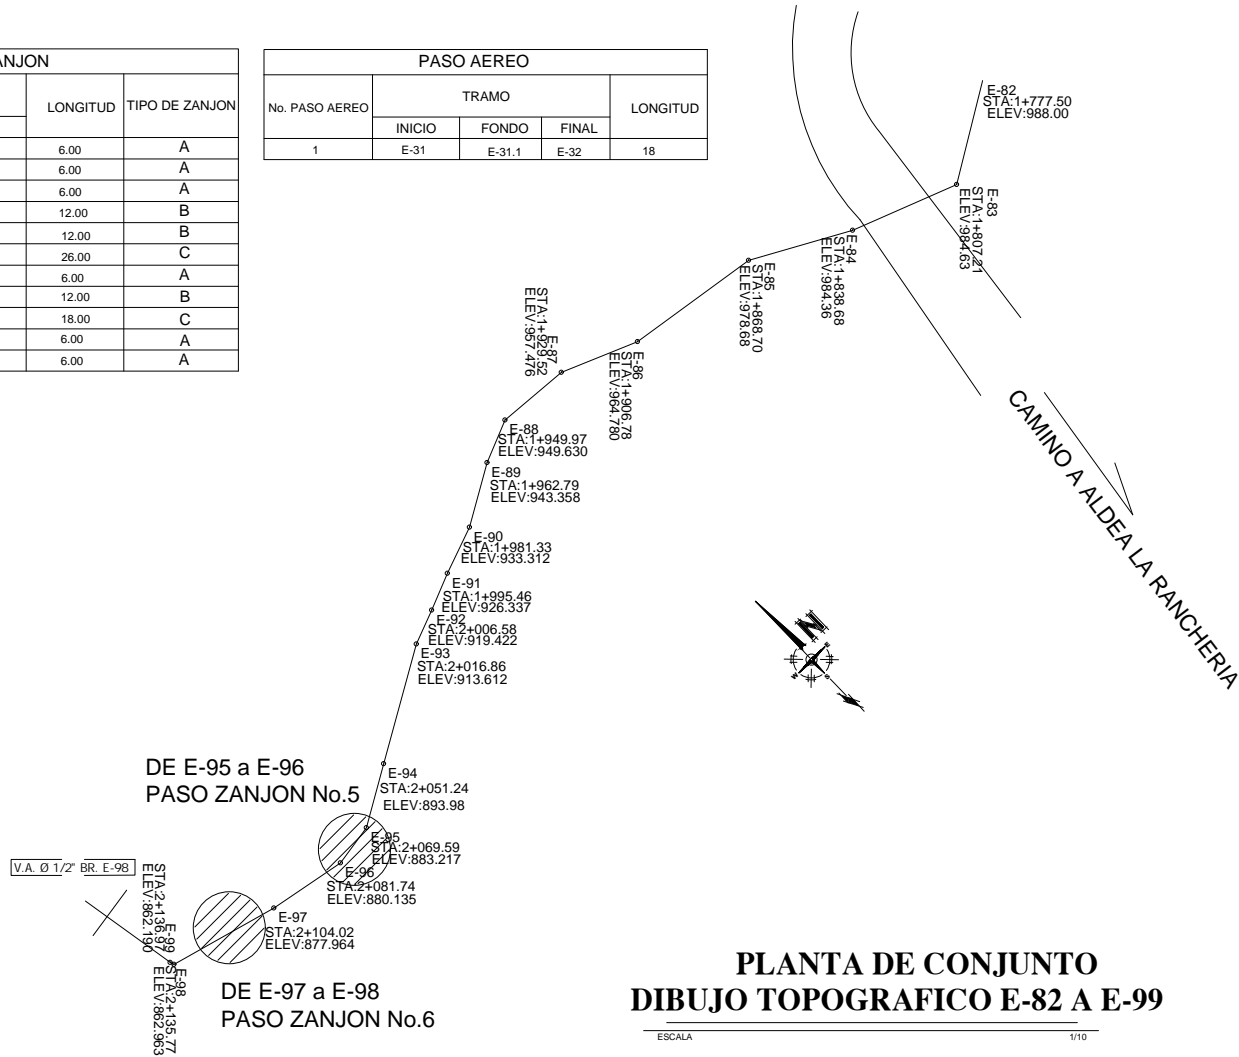 ANJON
LONGITUD TIPO DE ZANJON
6.00 A
6.00 A
6.00 A
12.00 B
12.00 B
26.00 C
6.00 A
12.00 B
18.00 C
6.00 A
6.00 A
PASO AEREO
No. PASO AEREO TRAMO LONGITUD
INICIO FONDO FINAL
1 E-31 E-31.1 E-32 18
E-82
STA:1+777.50
ELEV:988.00
E-83
STA:1+807.21
ELEV:984.63
E-84
STA:1+838.68
ELEV:984.36
E-85
STA:1+868.70
ELEV:978.68
E-86
STA:1+906.78
ELEV:964.780
E-87
STA:1+929.52
ELEV:957.476
E-88
STA:1+949.97
ELEV:949.630
E-89
STA:1+962.79
ELEV:943.358
E-90
STA:1+981.33
ELEV:933.312
E-91
STA:1+995.46
ELEV:926.337
E-92
STA:2+006.58
ELEV:919.422
E-93
STA:2+016.86
ELEV:913.612
CAMINO A ALDEA LA RANCHERIA
N
E
W
S
E-94
STA:2+051.24
ELEV:893.98
DE E-95 a E-96
PASO ZANJON No.5
E-95
STA:2+069.59
ELEV:883.217
E-96
STA:2+081.74
ELEV:880.135
E-97
STA:2+104.02
ELEV:877.964
V.A. Ø 1/2" BR. E-98
E-99
STA:2+136.97
ELEV:862.190
E-98
STA:2+135.77
ELEV:862.963
DE E-97 a E-98
PASO ZANJON No.6
PLANTA DE CONJUNTO
DIBUJO TOPOGRAFICO E-82 A E-99
ESCALA 1/10